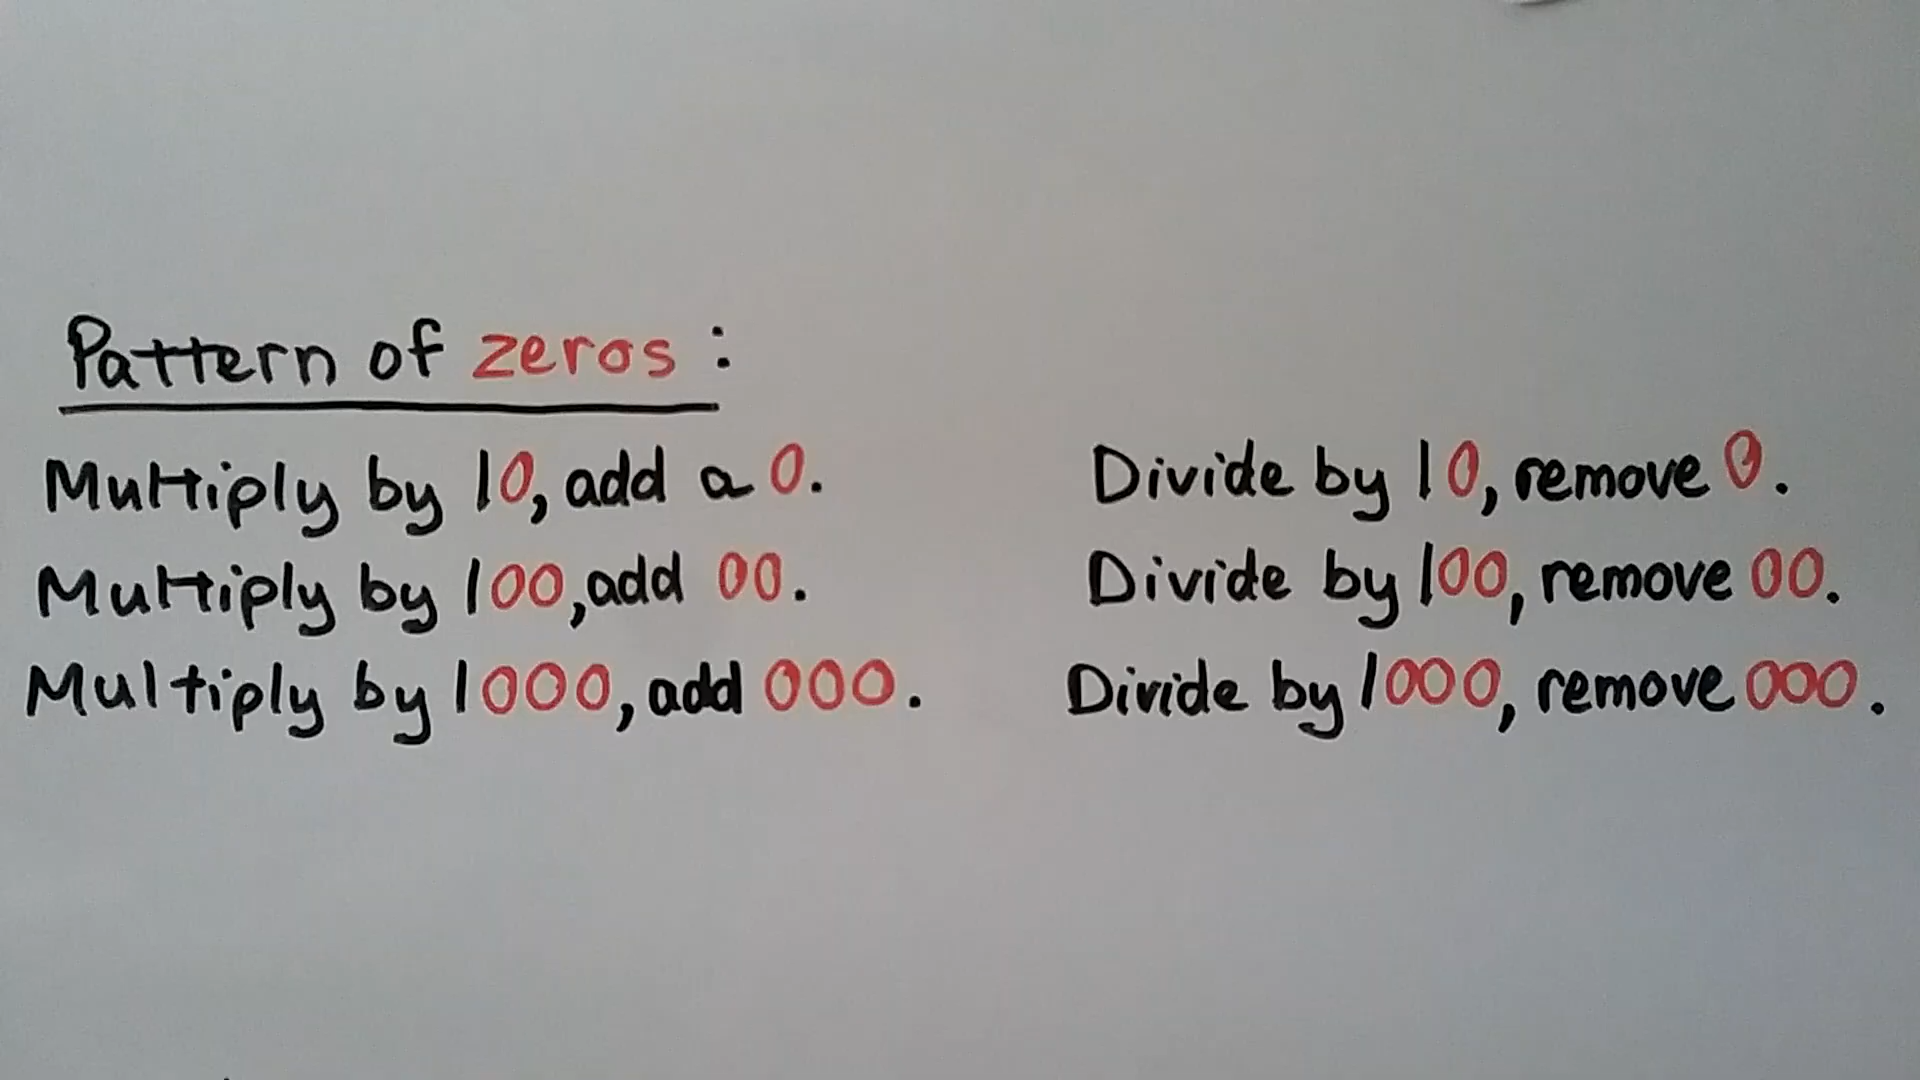 Pattern of zeros:
Multiply by 10, add a 0.
Multiply by 100, add 00.
Multiply by 1000, add 000.
Divide by 10, remove 0.
Divide by 100, remove 00.
Divide by 1000, remove 000.